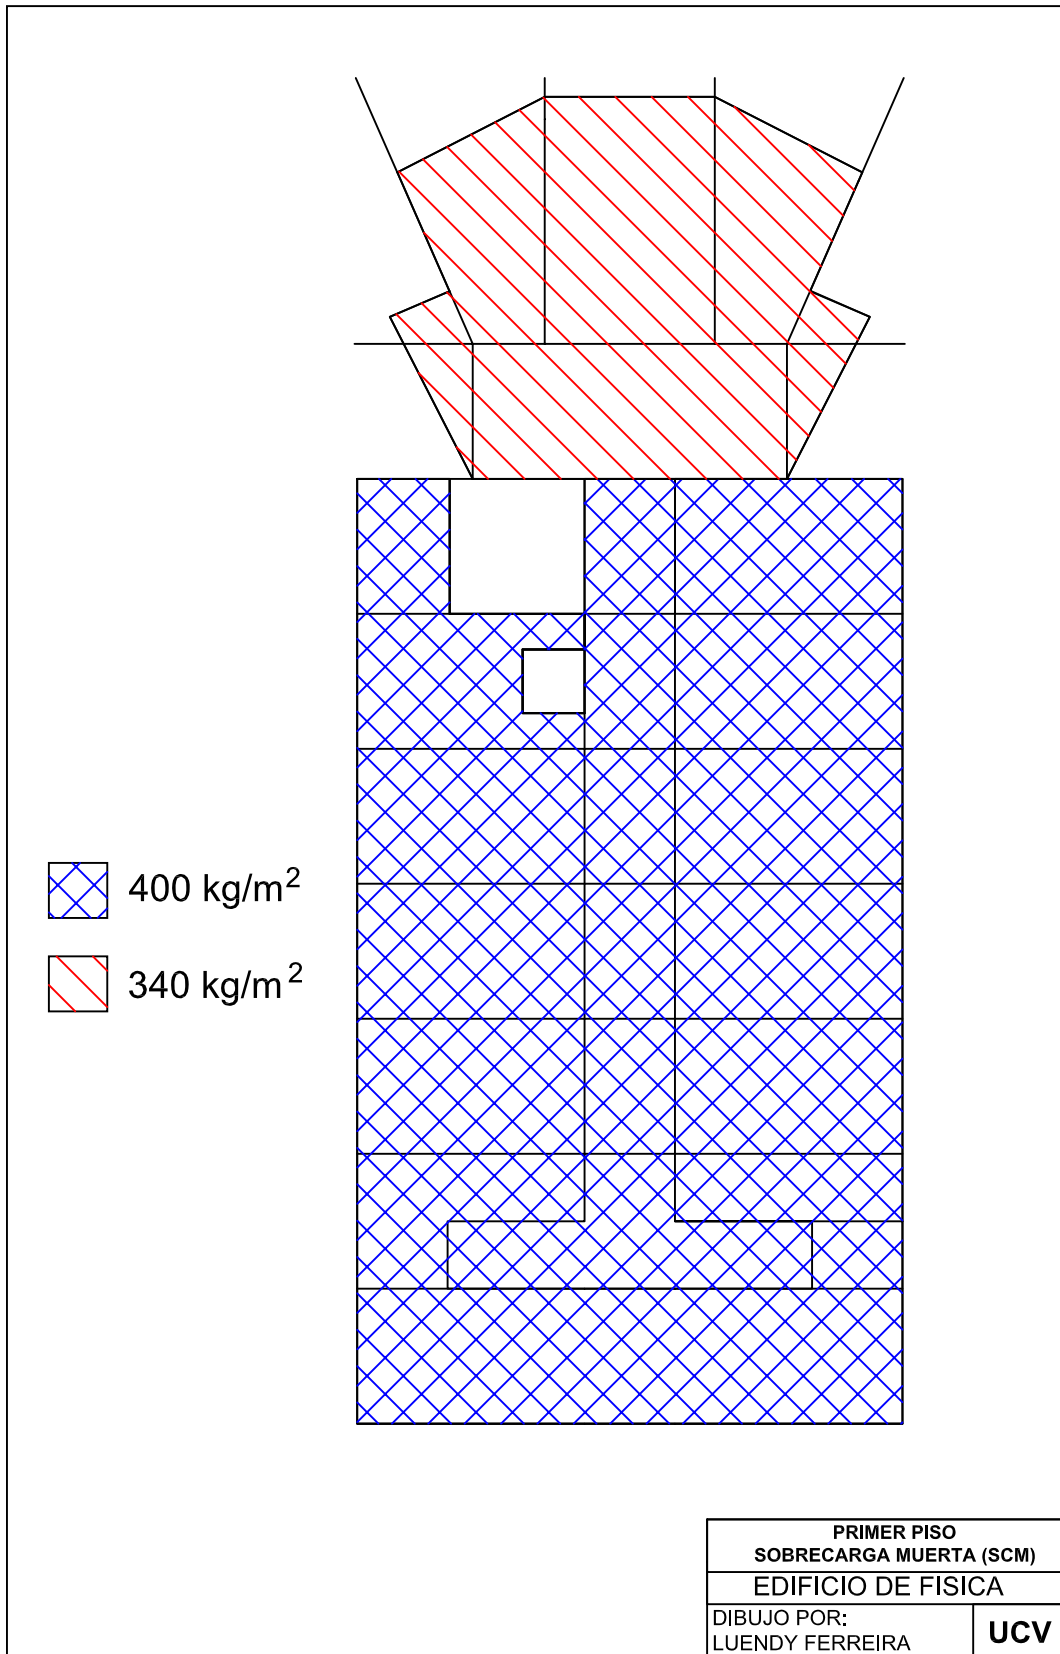 400 kg/m²
340 kg/m²
PRIMER PISO
SOBRECARGA MUERTA (SCM)
EDIFICIO DE FISICA
DIBUJO POR:
LUENDY FERREIRA
UCV